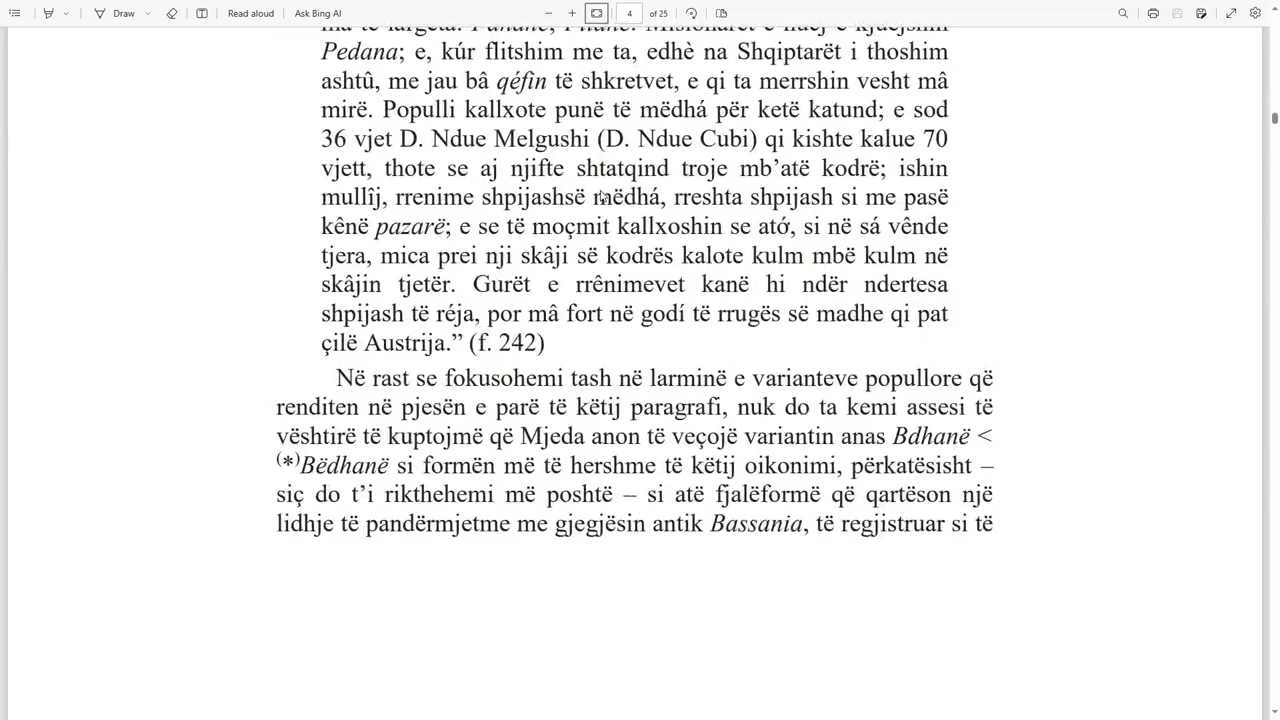 Draw
Read aloud
Ask Bing AI
4
of 25
Pedana; e, kúr flitshim me ta, edhè na Shqiptarët i thoshim
ashtû, me jau bâ qéfin të shkretvet, e qi ta merrshin vesht mâ
mirë. Populli kallxote punë të mëdhá për ketë katund; e sod
36 vjet D. Ndue Melgushi (D. Ndue Cubi) qi kishte kalue 70
vjett, thote se aj njifte shtatqind troje mb’atë kodrë; ishin
mullîj, rrenime shpijashsë mëdhá, rreshta shpijash si me pasë
kênë pazarë; e se të moçmit kallxoshin se ató, si në sá vênde
tjera, mica prei nji skâji së kodrës kalote kulm mbë kulm në
skâjin tjetër. Gurët e rrênimevet kanë hi ndër ndertesa
shpijash të réja, por mâ fort në godí të rrugës së madhe qi pat
çilë Austrija.” (f. 242)
Në rast se fokusohemi tash në larminë e varianteve popullore që
renditen në pjesën e parë të këtij paragrafi, nuk do ta kemi assesi të
vështirë të kuptojmë që Mjeda anon të veçojë variantin anas Bdhanë <
(*)Bëdhanë si formën më të hershme të këtij oikonimi, përkatësisht –
siç do t’i rikthehemi më poshtë – si atë fjalëformë që qartëson një
lidhje të pandërmjetme me gjegjësin antik Bassania, të regjistruar si të